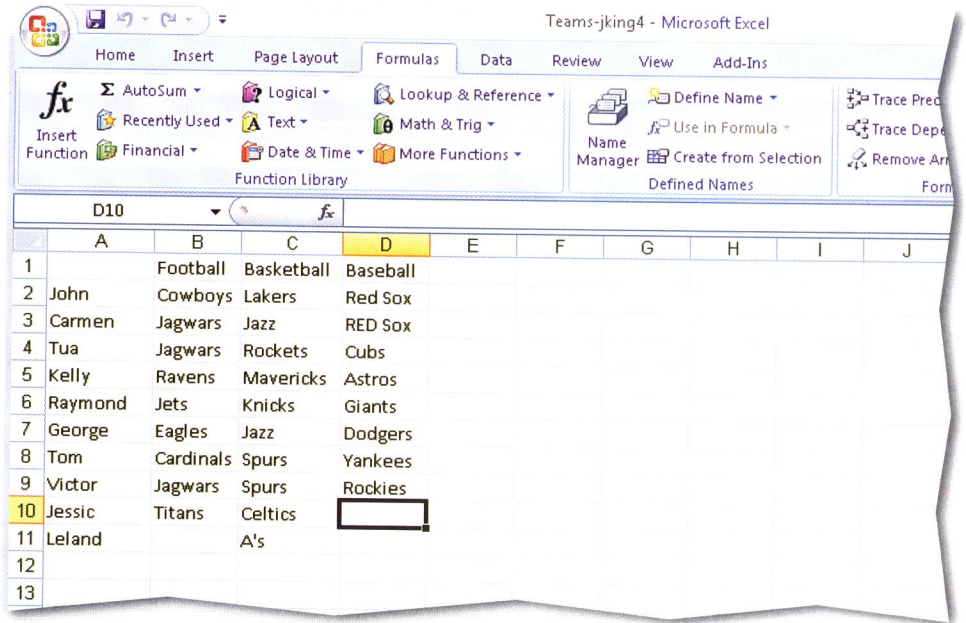 Teams-jking4 - Microsoft Excel
Home Insert Page Layout Formulas Data Review View Add-Ins
fx Insert Function
Σ AutoSum
Recently Used
Financial
Logical
Text
Date & Time
Lookup & Reference
Math & Trig
More Functions
Function Library
Name Manager
Define Name
Use in Formula
Create from Selection
Defined Names
Trace Prec
Trace Depe
Remove Arr
Form
D10 fx
A B C D E F G H I J
1 Football Basketball Baseball
2 John Cowboys Lakers Red Sox
3 Carmen Jagwars Jazz RED Sox
4 Tua Jagwars Rockets Cubs
5 Kelly Ravens Mavericks Astros
6 Raymond Jets Knicks Giants
7 George Eagles Jazz Dodgers
8 Tom Cardinals Spurs Yankees
9 Victor Jagwars Spurs Rockies
10 Jessic Titans Celtics
11 Leland A's
12
13